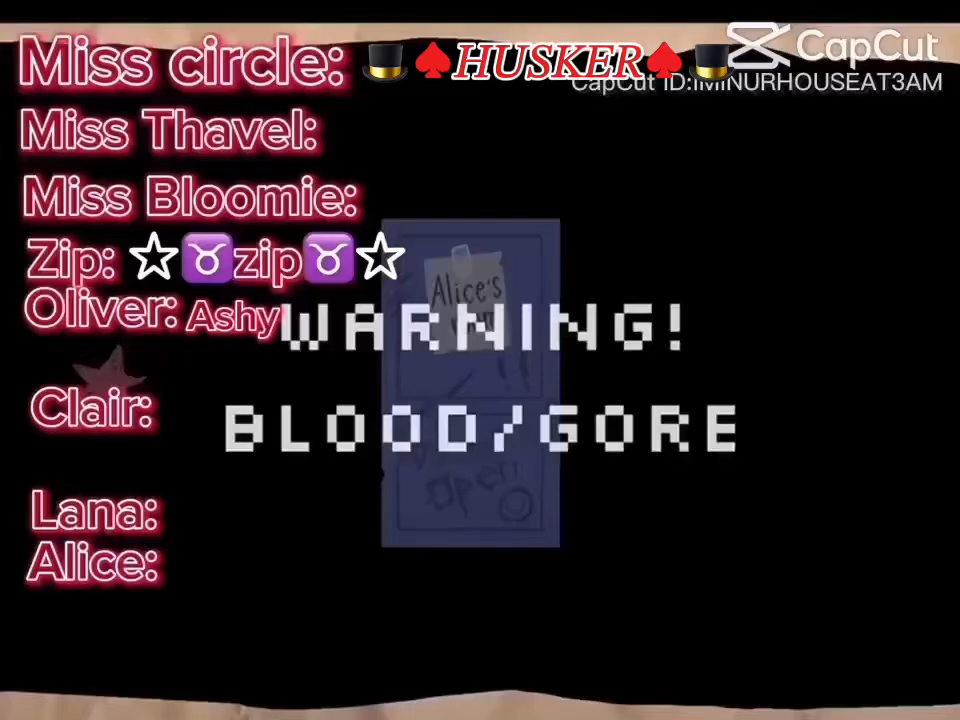 Miss circle: 🎩♠️HUSKER♠️🎩
CapCut
CapCut ID:IMINURHOUSEAT3AM
Miss Thavel:
Miss Bloomie:
Zip: ☆♉zip♉☆
Oliver: Ashy
Alice's
WARNING!
Clair:
BLOOD/GORE
open
Lana:
Alice: